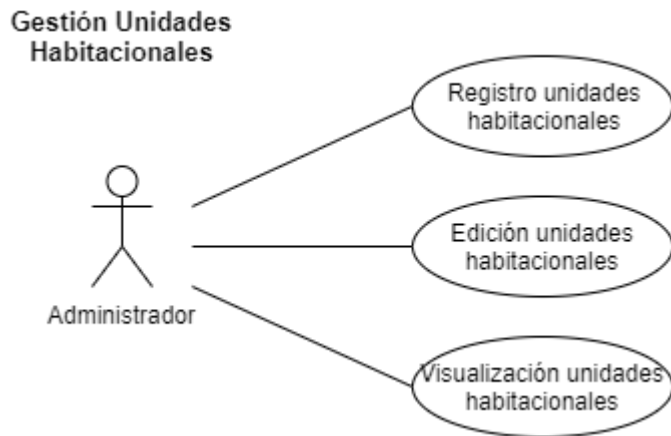 Gestión Unidades
Habitacionales
Registro unidades
habitacionales
Edición unidades
habitacionales
Administrador
Visualización unidades
habitacionales